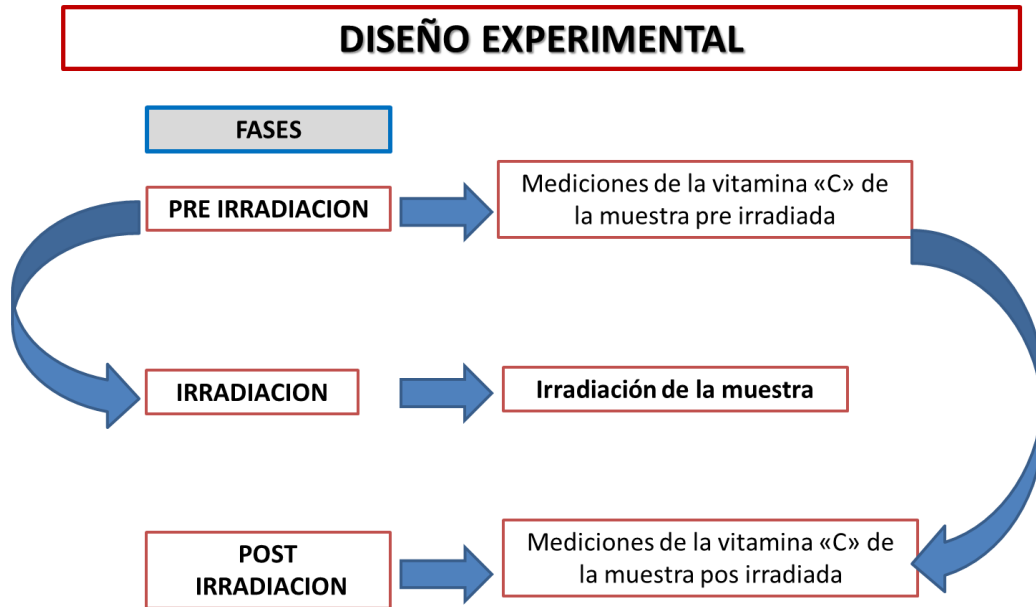 DISEÑO EXPERIMENTAL
FASES
PRE IRRADIACION
Mediciones de la vitamina «C» de
la muestra pre irradiada
IRRADIACION
Irradiación de la muestra
POST
IRRADIACION
Mediciones de la vitamina «C» de
la muestra pos irradiada